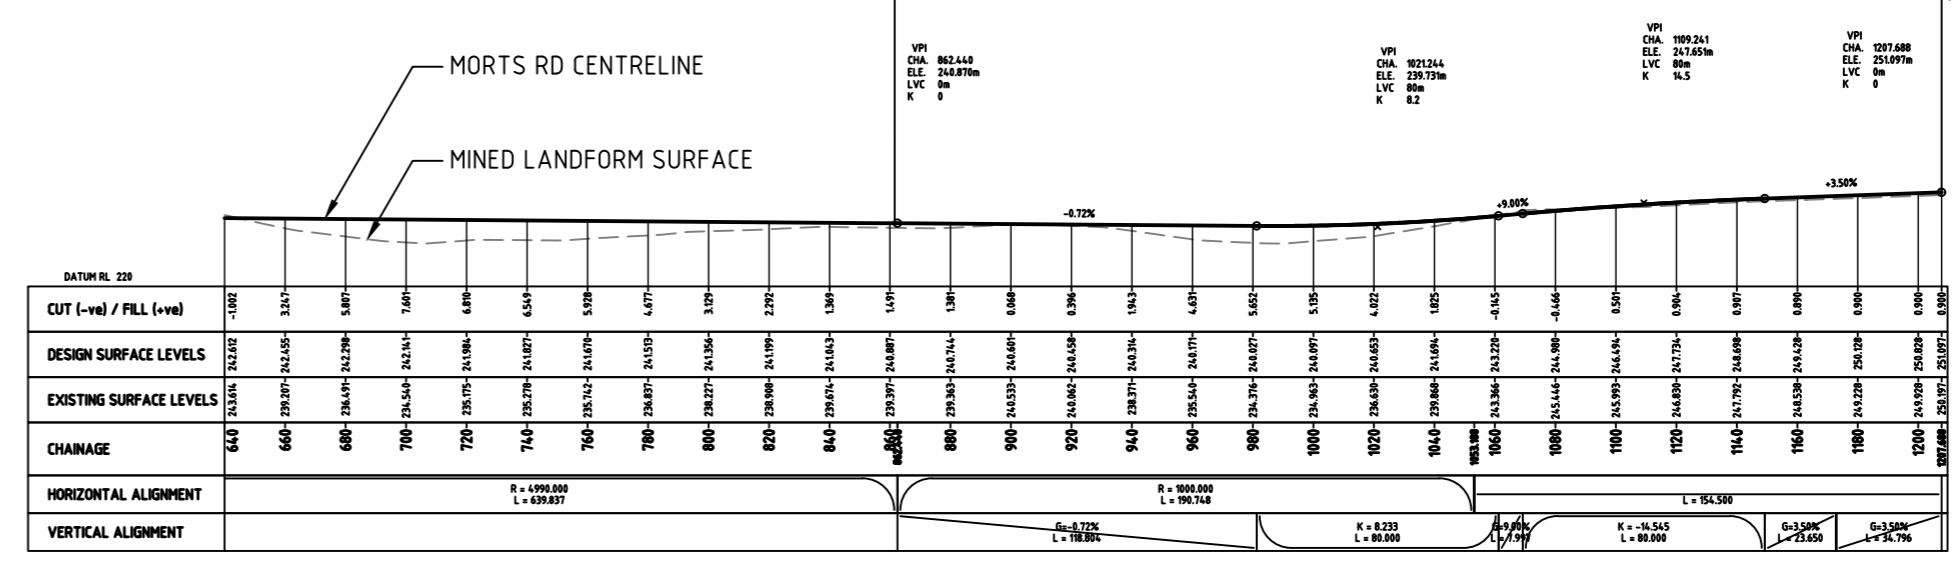 VPI
CHA. 862.440
ELE. 240.870m
LVC 0m
K 0
VPI
CHA. 1021.244
ELE. 239.731m
LVC 80m
K 8.2
VPI
CHA. 1109.241
ELE. 247.651m
LVC 80m
K 14.5
VPI
CHA. 1207.688
ELE. 251.097m
LVC 0m
K 0
MORTS RD CENTRELINE
MINED LANDFORM SURFACE
-0.72%
+9.00%
+3.50%
DATUM RL 220
CUT (-ve) / FILL (+ve) -1.002 3.247 5.807 7.601 6.810 6.549 5.928 4.677 3.129 2.292 1.369 1.491 1.381 0.068 0.396 1.943 4.631 5.652 5.135 4.022 1.825 -0.145 -0.466 0.501 0.904 0.907 0.890 0.900 0.900 0.900
DESIGN SURFACE LEVELS 242.612 242.455 242.298 242.141 241.984 241.827 241.670 241.513 241.356 241.199 241.043 240.887 240.744 240.601 240.458 240.314 240.171 240.027 240.097 240.653 241.694 243.220 244.980 246.494 247.734 248.698 249.428 250.128 250.828 251.097
EXISTING SURFACE LEVELS 243.614 239.207 236.491 234.540 235.175 235.278 235.742 236.837 238.227 238.908 239.674 239.397 239.363 240.533 240.062 238.371 235.540 234.376 234.963 236.630 239.868 243.366 245.446 245.993 246.830 247.792 248.538 249.228 249.928 250.197
CHAINAGE 640 660 680 700 720 740 760 780 800 820 840 860 862.440 880 900 920 940 960 980 1000 1020 1040 1053.188 1060 1080 1100 1120 1140 1160 1180 1200 1207.688
HORIZONTAL ALIGNMENT
R = 4990.000
L = 639.837
R = 1000.000
L = 190.748
L = 154.500
VERTICAL ALIGNMENT
G=-0.72%
L = 118.804
K = 8.233
L = 80.000
G=9.00%
L = 7.997
K = -14.545
L = 80.000
G=3.50%
L = 23.650
G=3.50%
L = 34.796